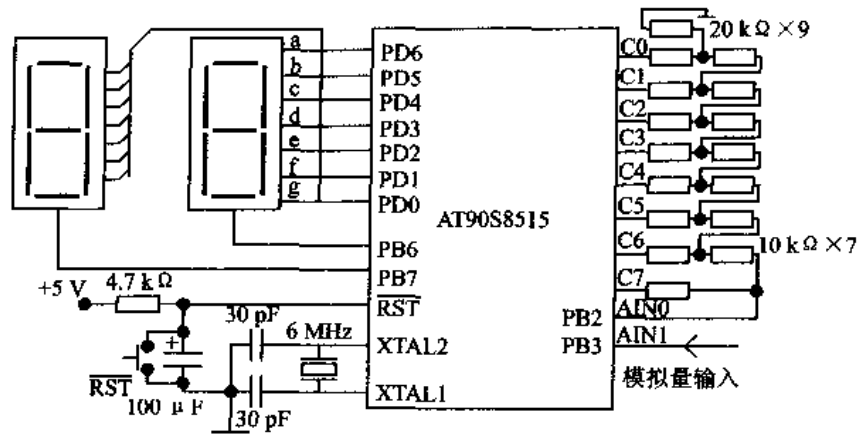 20 kΩ ×9
a
b
c
d
e
f
g
PD6
PD5
PD4
PD3
PD2
PD1
PD0
PB6
PB7
RST
XTAL2
XTAL1
AT90S8515
C0
C1
C2
C3
C4
C5
C6
C7
10 kΩ ×7
PB2
AIN0
PB3
AIN1
模拟量输入
+5 V
4.7 kΩ
30 pF
6 MHz
+
RST
100 μF
30 pF